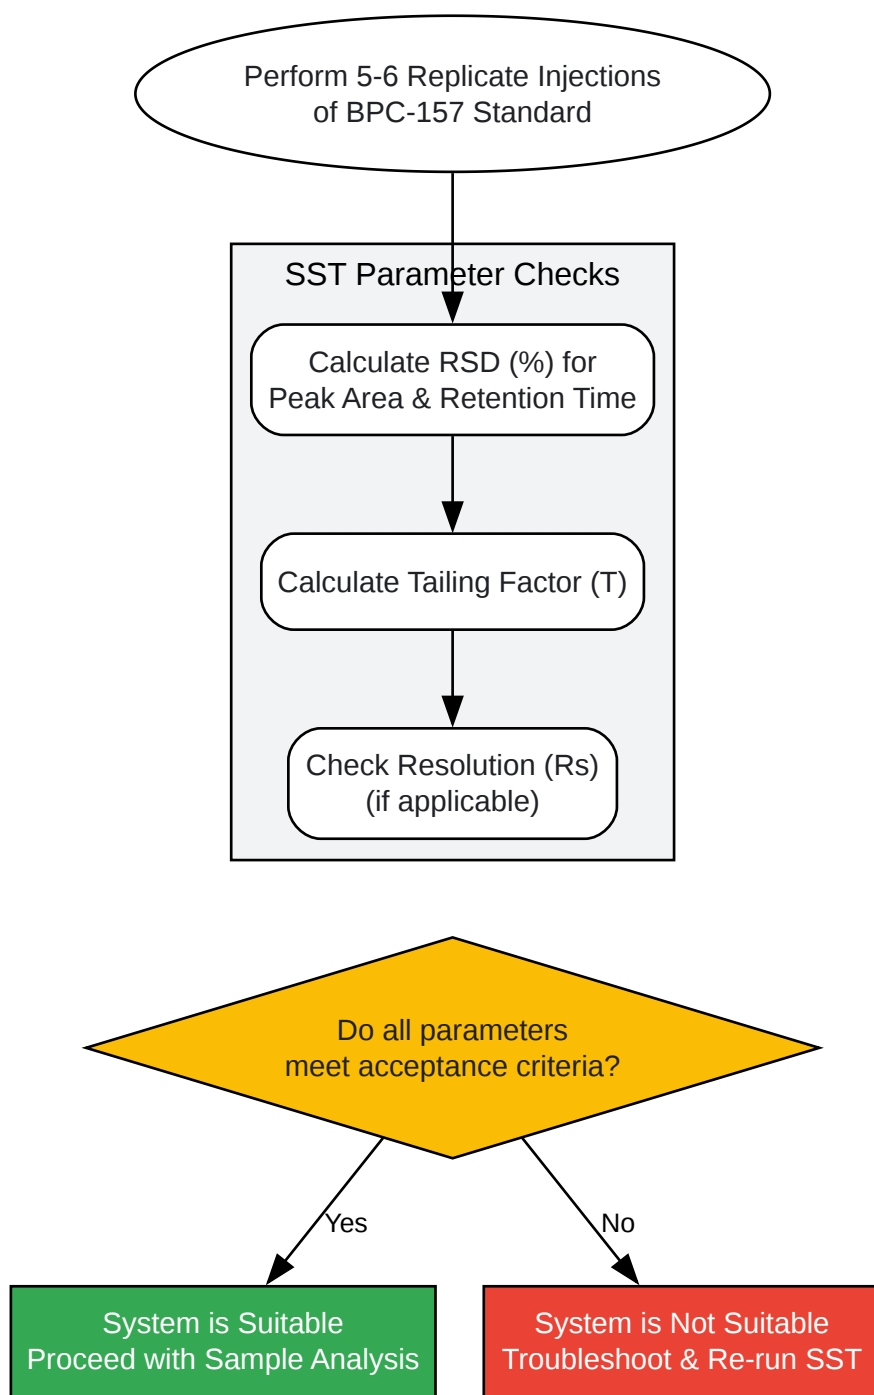 Perform 5-6 Replicate Injections
of BPC-157 Standard
SST Parameter Checks
Calculate RSD (%) for
Peak Area & Retention Time
Calculate Tailing Factor (T)
Check Resolution (Rs)
(if applicable)
Do all parameters
meet acceptance criteria?
Yes
No
System is Suitable
Proceed with Sample Analysis
System is Not Suitable
Troubleshoot & Re-run SST